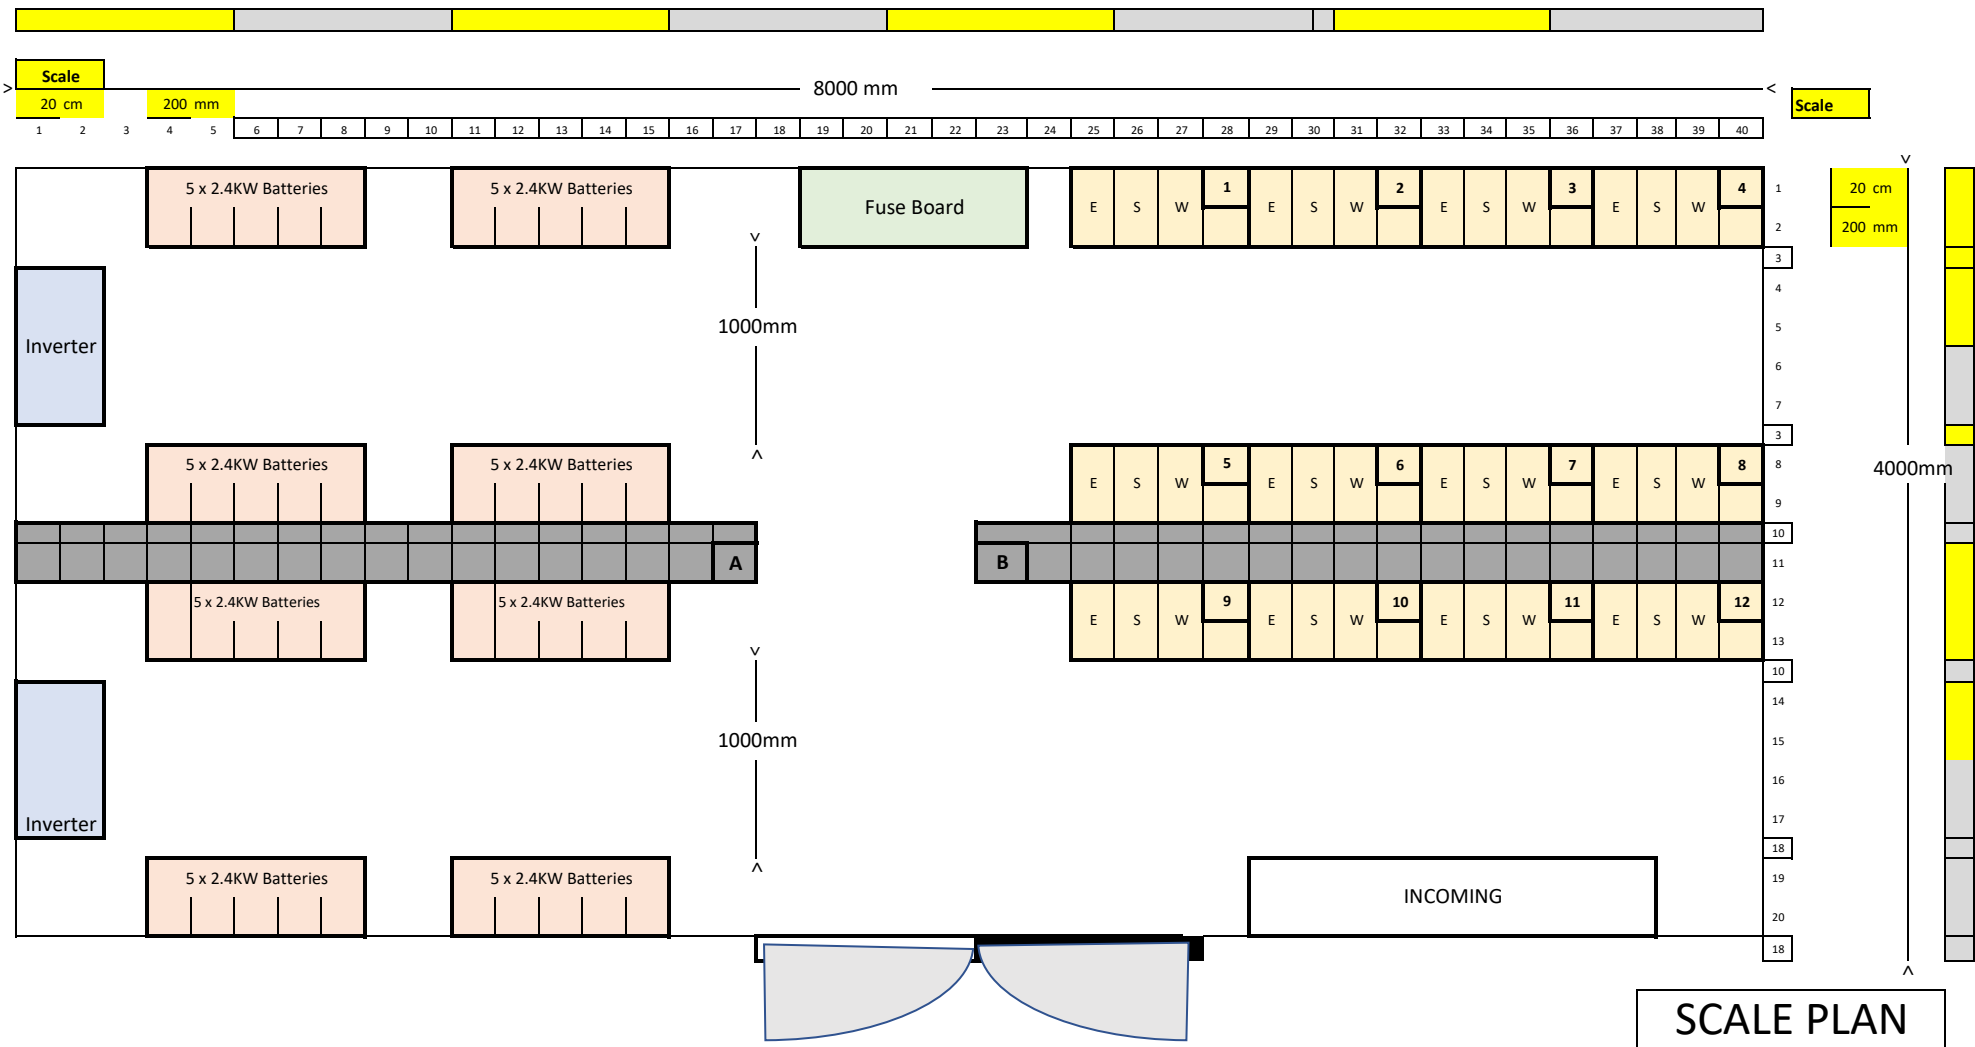 Scale
> 8000 mm <
20 cm 200 mm Scale
1 2 3 4 5 6 7 8 9 10 11 12 13 14 15 16 17 18 19 20 21 22 23 24 25 26 27 28 29 30 31 32 33 34 35 36 37 38 39 40
5 x 2.4KW Batteries 5 x 2.4KW Batteries Fuse Board E S W 1 E S W 2 E S W 3 E S W 4 1 20 cm
2 200 mm
3
4
Inverter 1000mm 5
6
7
3
5 x 2.4KW Batteries 5 x 2.4KW Batteries E S W 5 E S W 6 E S W 7 E S W 8 8 4000mm
9
10
A B 11
5 x 2.4KW Batteries 5 x 2.4KW Batteries E S W 9 E S W 10 E S W 11 E S W 12 12
13
10
14
1000mm 15
16
Inverter 17
18
5 x 2.4KW Batteries 5 x 2.4KW Batteries INCOMING 19
20
18
SCALE PLAN